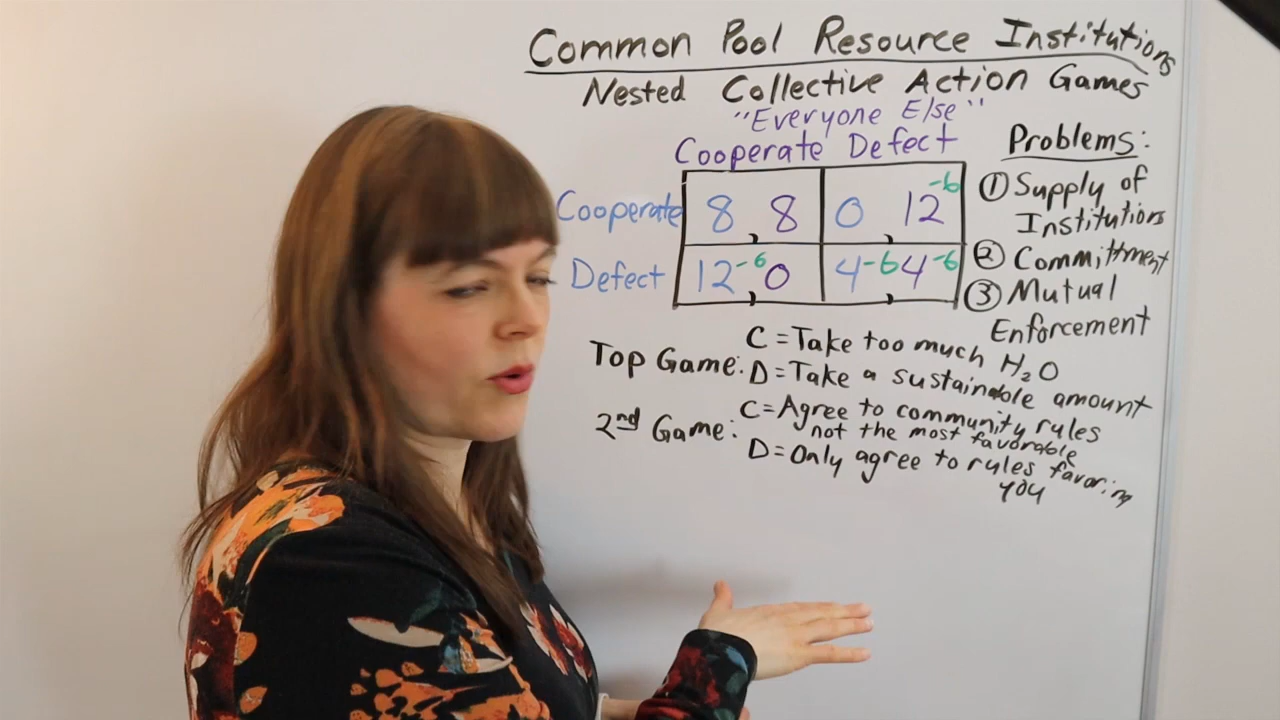 Common Pool Resource Institutions
Nested Collective Action Games
"Everyone Else"
Cooperate Defect
Cooperate 8, 8 0, 12 -6
Defect 12 -6, 0 4 -6, 4 -6
Problems:
① Supply of
Institutions
② Committment
③ Mutual
Enforcement
Top Game: C = Take too much H₂O
D = Take a sustainable amount
2nd Game: C = Agree to community rules
not the most favorable
D = Only agree to rules favoring
you